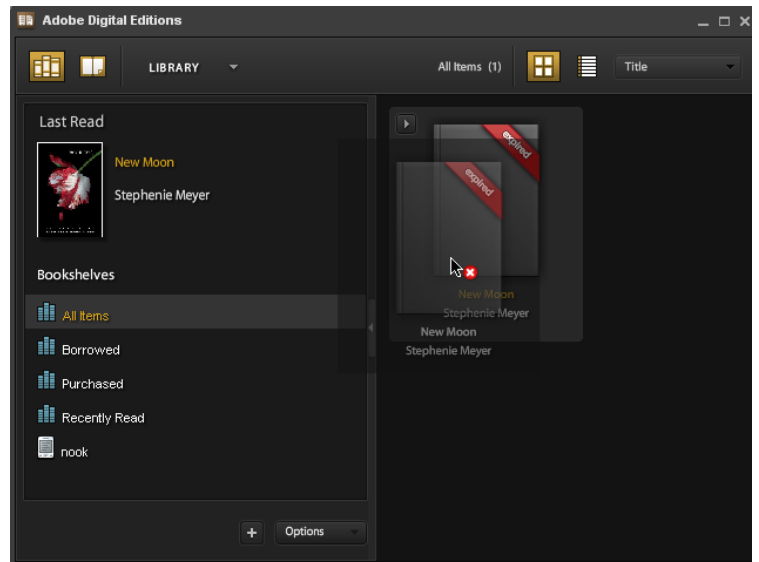 Adobe Digital Editions
LIBRARY
All Items (1)
Title
Last Read
New Moon
Stephenie Meyer
Bookshelves
All Items
Borrowed
Purchased
Recently Read
nook
Options
expired
expired
New Moon
Stephenie Meyer
New Moon
Stephenie Meyer